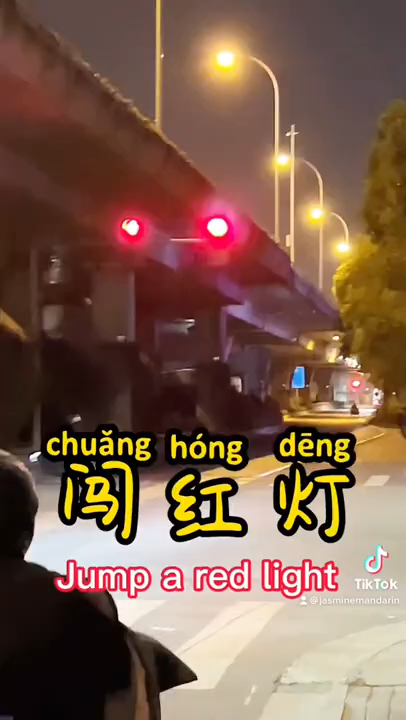 chuǎng hóng dēng
闯 红 灯
Jump a red light
TikTok
@jasminemandarin